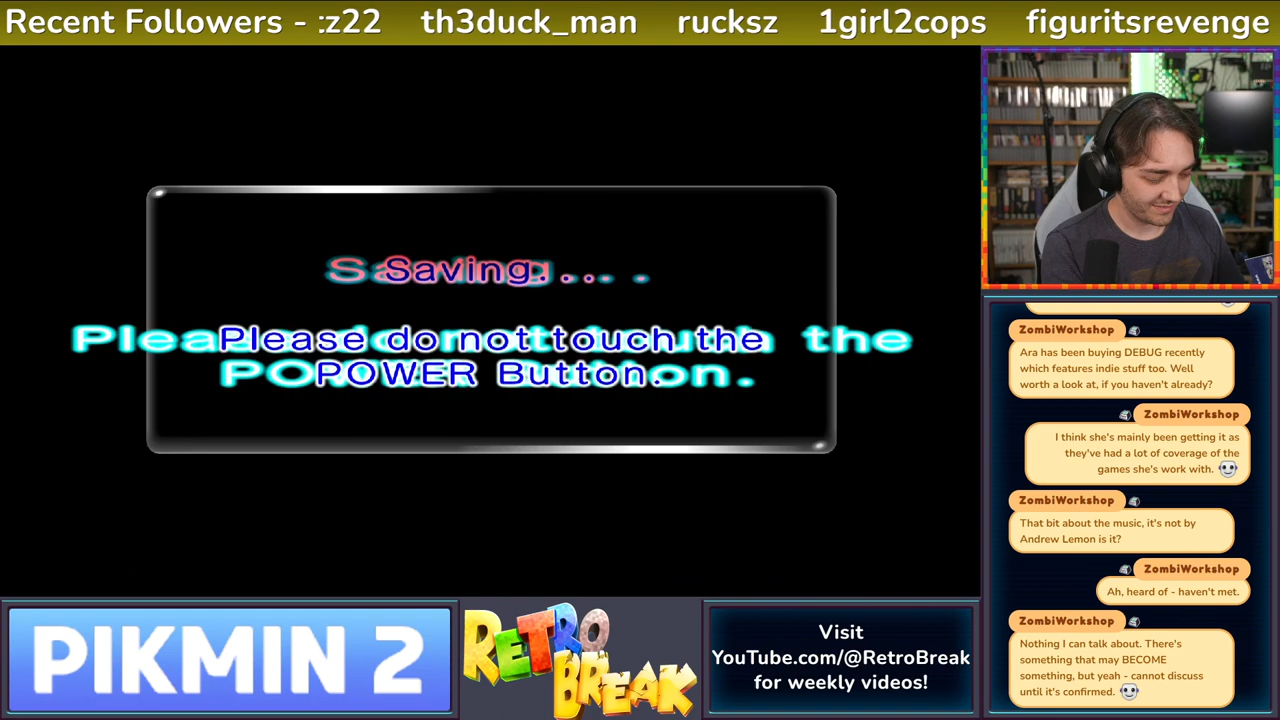 Recent Followers - :z22 th3duck_man rucksz 1girl2cops figuritsrevenge
Saving....
Please do not touch the
POWER Button.
ZombiWorkshop
Ara has been buying DEBUG recently
which features indie stuff too. Well
worth a look at, if you haven't already?
ZombiWorkshop
I think she's mainly been getting it as
they've had a lot of coverage of the
games she's work with.
ZombiWorkshop
That bit about the music, it's not by
Andrew Lemon is it?
ZombiWorkshop
Ah, heard of - haven't met.
ZombiWorkshop
Nothing I can talk about. There's
something that may BECOME
something, but yeah - cannot discuss
until it's confirmed.
PIKMIN 2
RETRO
BREAK
Visit
YouTube.com/@RetroBreak
for weekly videos!